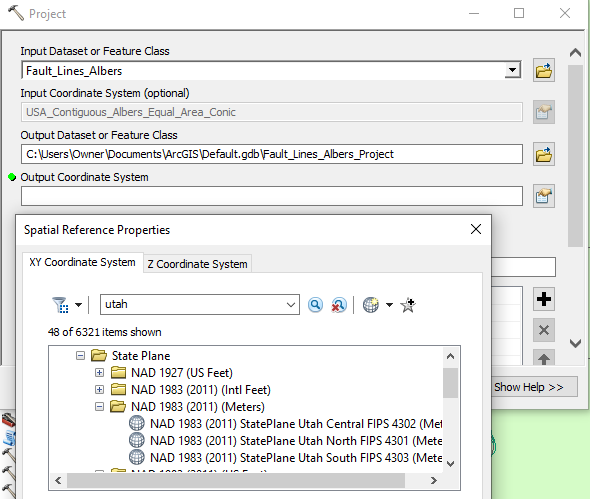 Project
Input Dataset or Feature Class
Fault_Lines_Albers
Input Coordinate System (optional)
USA_Contiguous_Albers_Equal_Area_Conic
Output Dataset or Feature Class
C:\Users\Owner\Documents\ArcGIS\Default.gdb\Fault_Lines_Albers_Project
Output Coordinate System
Spatial Reference Properties
XY Coordinate System
Z Coordinate System
utah
48 of 6321 items shown
State Plane
NAD 1927 (US Feet)
NAD 1983 (2011) (Intl Feet)
NAD 1983 (2011) (Meters)
NAD 1983 (2011) StatePlane Utah Central FIPS 4302 (Met
NAD 1983 (2011) StatePlane Utah North FIPS 4301 (Mete
NAD 1983 (2011) StatePlane Utah South FIPS 4303 (Mete
Show Help >>